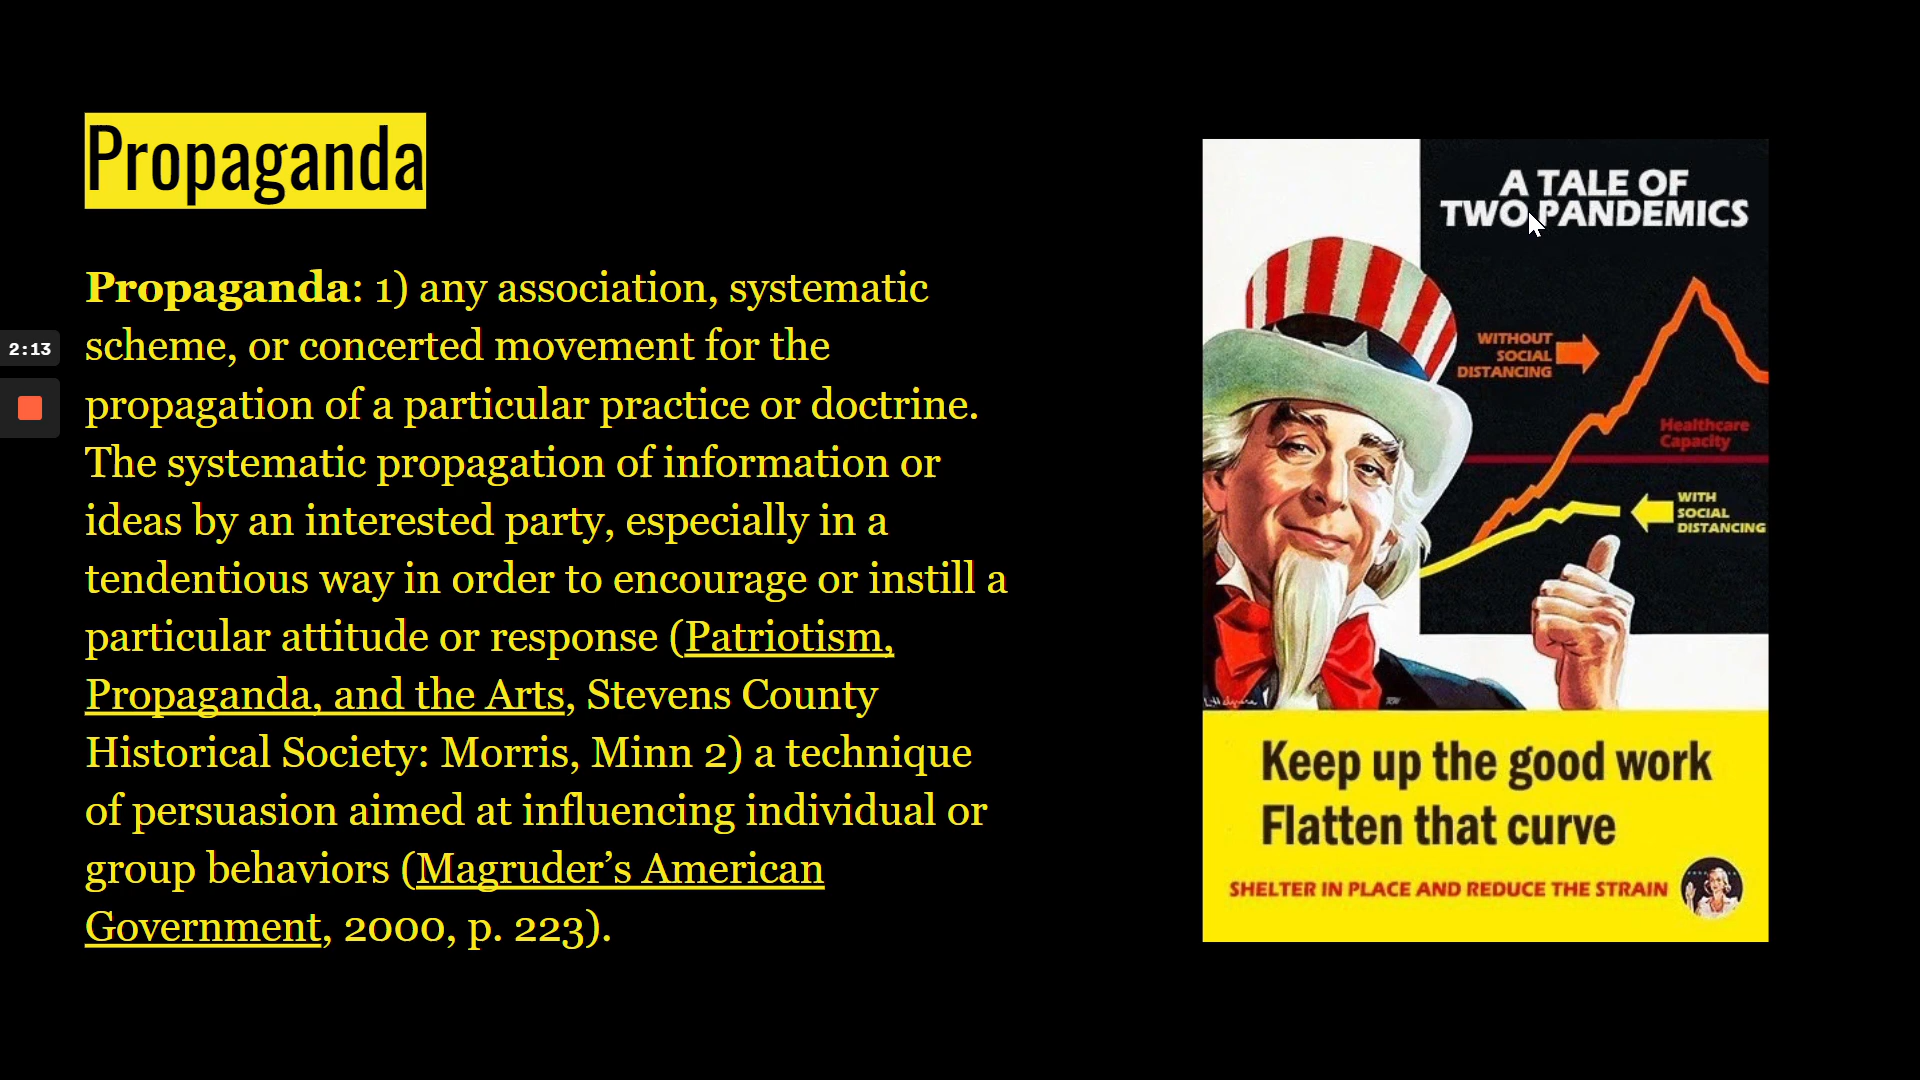 Propaganda
Propaganda: 1) any association, systematic
scheme, or concerted movement for the
propagation of a particular practice or doctrine.
The systematic propagation of information or
ideas by an interested party, especially in a
tendentious way in order to encourage or instill a
particular attitude or response (Patriotism,
Propaganda, and the Arts, Stevens County
Historical Society: Morris, Minn 2) a technique
of persuasion aimed at influencing individual or
group behaviors (Magruder’s American
Government, 2000, p. 223).
2:13
A TALE OF
TWO PANDEMICS
WITHOUT
SOCIAL
DISTANCING
Healthcare
Capacity
WITH
SOCIAL
DISTANCING
Keep up the good work
Flatten that curve
SHELTER IN PLACE AND REDUCE THE STRAIN